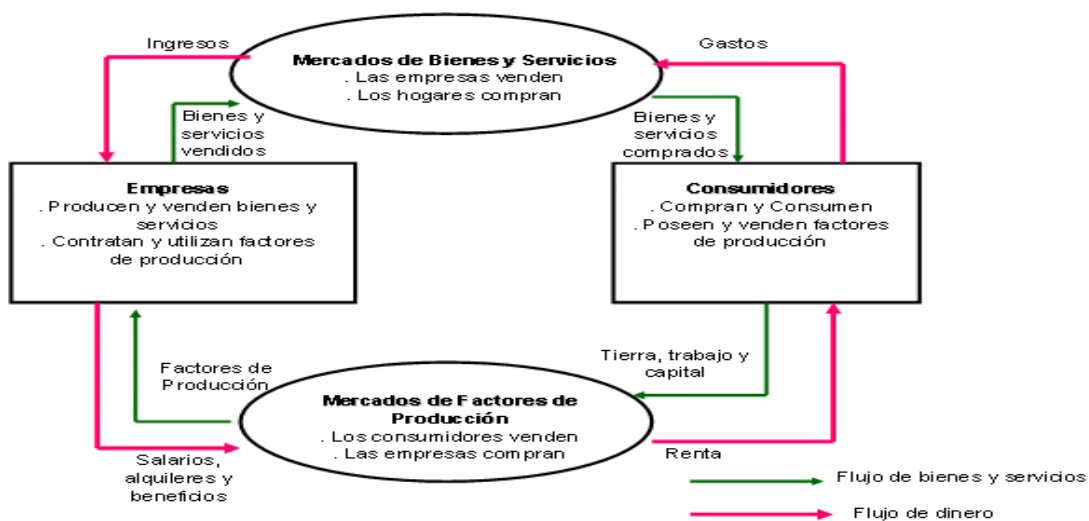 Ingresos
Mercados de Bienes y Servicios
. Las empresas venden
. Los hogares compran
Gastos
Bienes y
servicios
vendidos
Bienes y
servicios
comprados
Empresas
. Producen y venden bienes y
servicios
. Contratan y utilizan factores
de producción
Consumidores
. Compran y Consumen
. Poseen y venden factores
de producción
Factores de
Producción
Tierra, trabajo y
capital
Mercados de Factores de
Producción
. Los consumidores venden
. Las empresas compran
Salarios,
alquileres y
beneficios
Renta
Flujo de bienes y servicios
Flujo de dinero